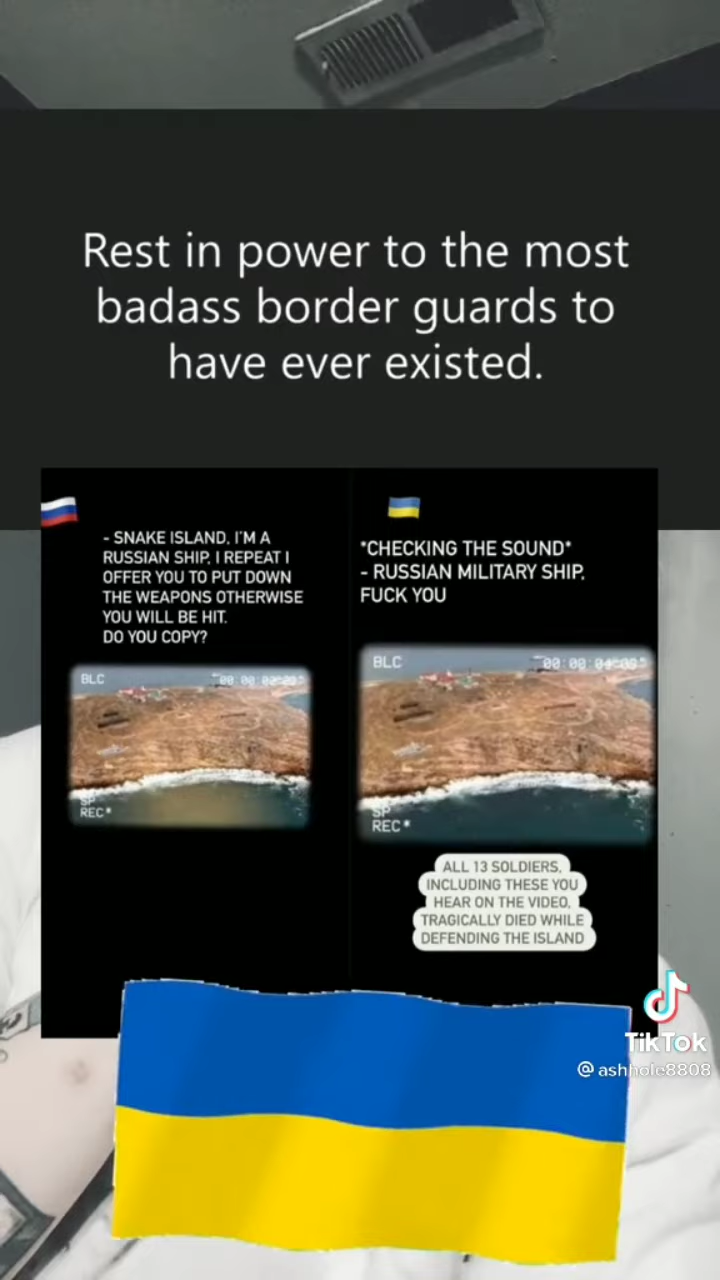 Rest in power to the most
badass border guards to
have ever existed.
- SNAKE ISLAND, I'M A
RUSSIAN SHIP, I REPEAT I
OFFER YOU TO PUT DOWN
THE WEAPONS OTHERWISE
YOU WILL BE HIT.
DO YOU COPY?
BLC
SP
REC*
*CHECKING THE SOUND*
- RUSSIAN MILITARY SHIP,
FUCK YOU
BLC
SP
REC*
ALL 13 SOLDIERS,
INCLUDING THESE YOU
HEAR ON THE VIDEO,
TRAGICALLY DIED WHILE
DEFENDING THE ISLAND
TikTok
@ashhole8808